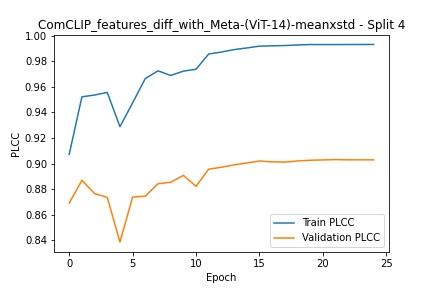 ComCLIP_features_diff_with_Meta-(ViT-14)-meanxstd - Split 4
1.00
0.98
0.96
0.94
0.92
0.90
0.88
0.86
0.84
PLCC
Train PLCC
Validation PLCC
0 5 10 15 20 25
Epoch